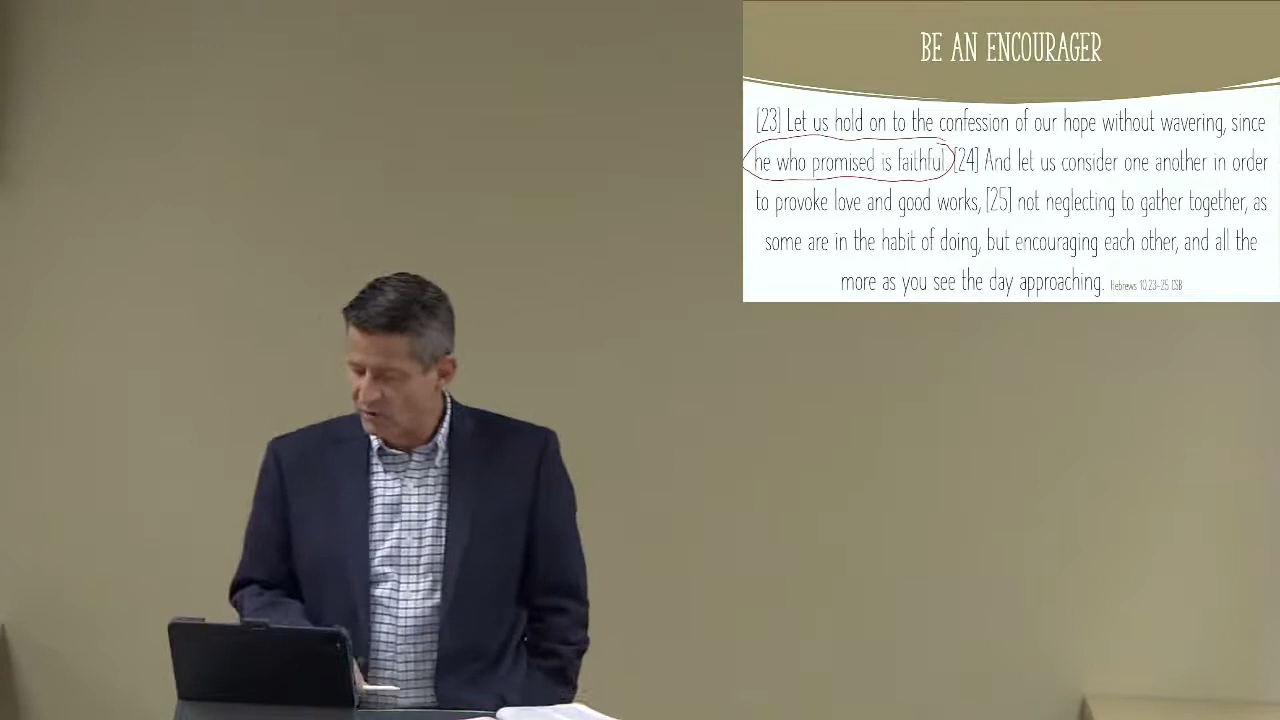 BE AN ENCOURAGER
[23] Let us hold on to the confession of our hope without wavering, since
he who promised is faithful [24] And let us consider one another in order
to provoke love and good works, [25] not neglecting to gather together, as
some are in the habit of doing, but encouraging each other, and all the
more as you see the day approaching. Hebrews 10:23-25 CSB